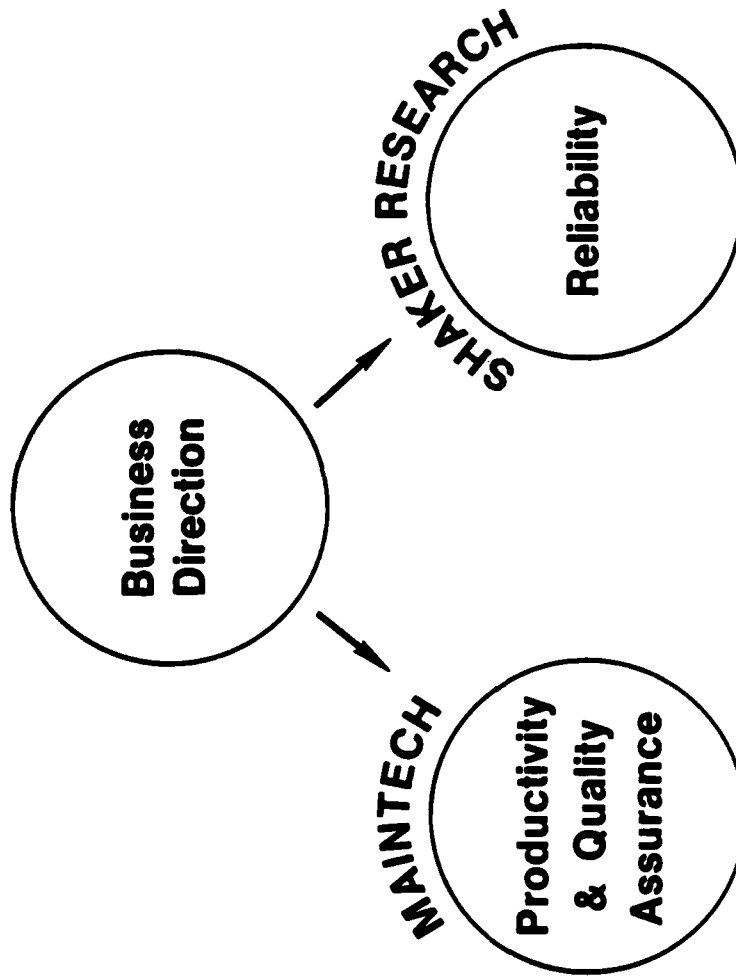 Business
Direction
MAINTECH
Productivity
& Quality
Assurance
SHAKER RESEARCH
Reliability